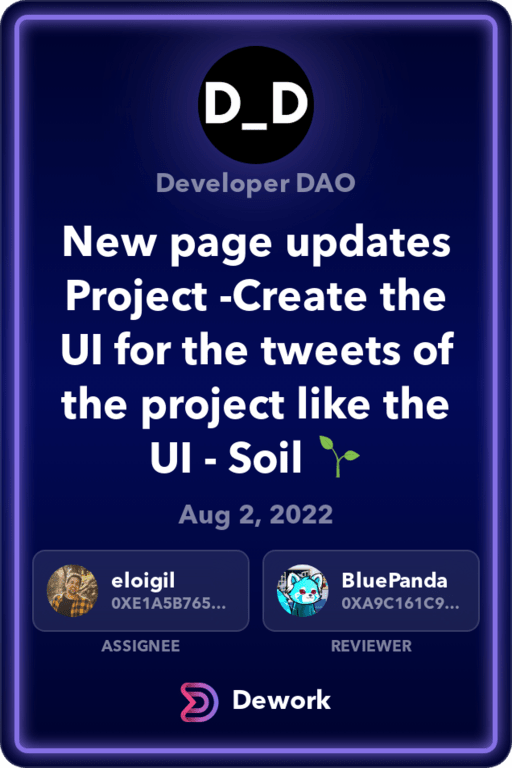 D_D
Developer DAO
New page updates
Project -Create the
UI for the tweets of
the project like the
UI - Soil 🌱
Aug 2, 2022
eloigil
0XE1A5B765...
BluePanda
0XA9C161C9...
ASSIGNEE
REVIEWER
Dework